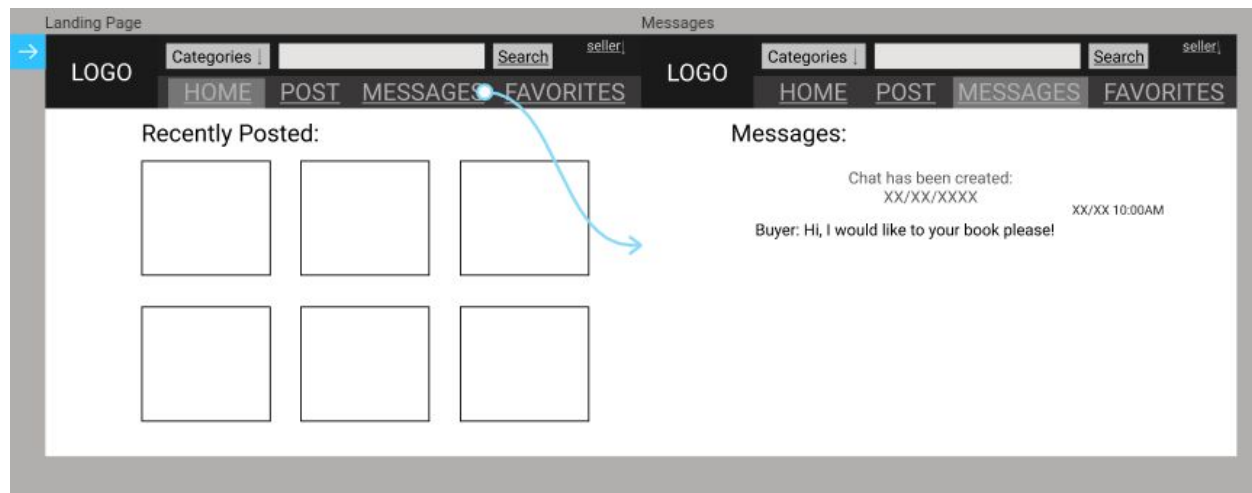 Landing Page
LOGO
Categories ↓
Search
seller↓
HOME POST MESSAGES FAVORITES
Recently Posted:
Messages
LOGO
Categories ↓
Search
seller↓
HOME POST MESSAGES FAVORITES
Messages:
Chat has been created:
XX/XX/XXXX
XX/XX 10:00AM
Buyer: Hi, I would like to your book please!